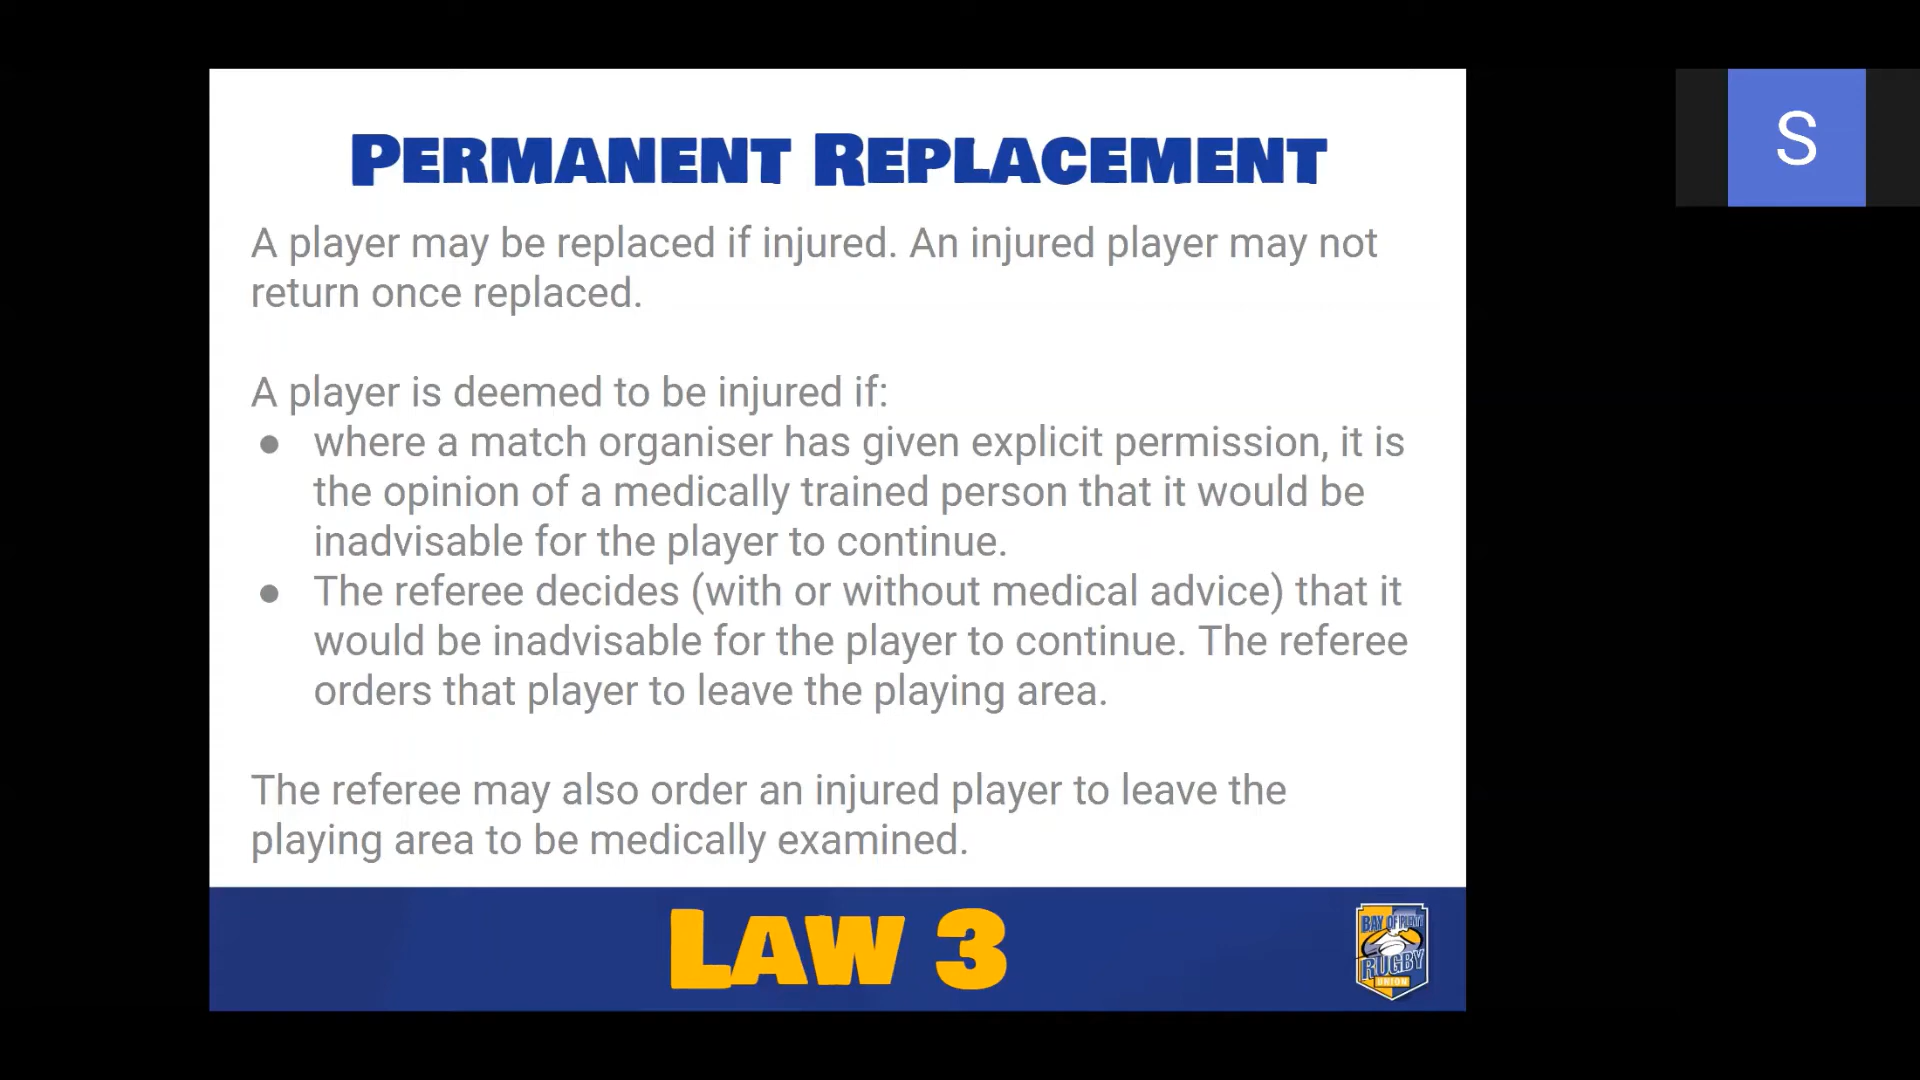 PERMANENT REPLACEMENT
A player may be replaced if injured. An injured player may not
return once replaced.
A player is deemed to be injured if:
● where a match organiser has given explicit permission, it is
the opinion of a medically trained person that it would be
inadvisable for the player to continue.
● The referee decides (with or without medical advice) that it
would be inadvisable for the player to continue. The referee
orders that player to leave the playing area.
The referee may also order an injured player to leave the
playing area to be medically examined.
LAW 3
BAY OF PLENTY
RUGBY
UNION
S